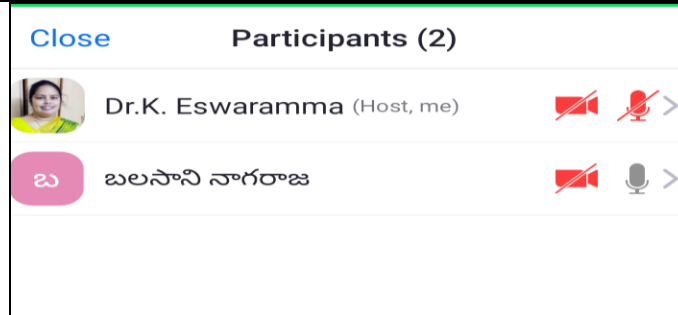 Close Participants (2)
Dr.K. Eswaramma (Host, me)
బ బలసాని నాగరాజ